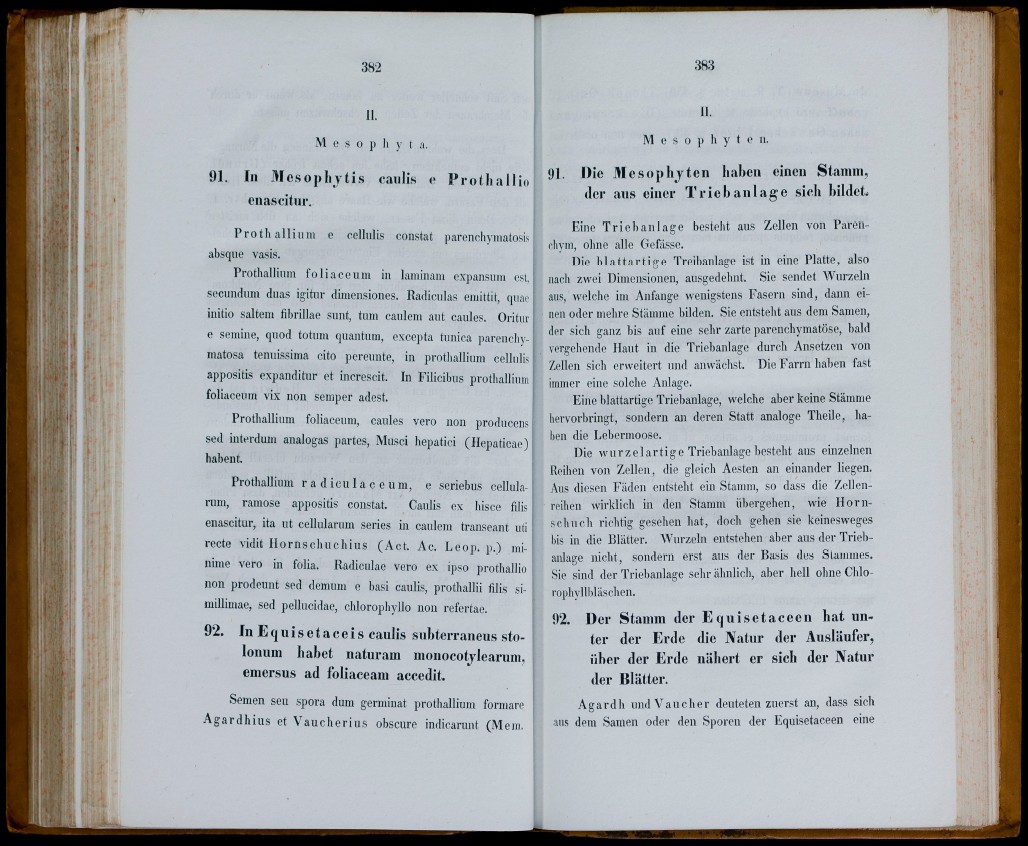 382
II.
Mesophyta.
91. In Mesophytis caulis e Prothallio
enascitur.
Prothallium e cellulis constat parenchymatosis
absque vasis.
Prothallium foliaceum in laminam expansum est,
secundum duas igitur dimensiones. Radiculas emittit, quae
initio saltem fibrillae sunt, tum caulem aut caules. Oritur
e semine, quod totum quantum, excepta tunica parenchy-
matosa tenuissima cito pereunte, in prothallium cellulis
appositis expanditur et increscit. In Filicibus prothallium
foliaceum vix non semper adest.
Prothallium foliaceum, caules vero non producens
sed interdum analogas partes, Musci hepatici (Hepaticae)
habent.
Prothallium radiculaceum, e seriebus cellula-
rum, ramose appositis constat. Caulis ex hisce filis
enascitur, ita ut cellularum series in caulem transeant uti
recte vidit Hornschuchius (Act. Ac. Leop. p.) mi-
nime vero in folia. Radiculae vero ex ipso prothallio
non prodeunt sed demum e basi caulis, prothallii filis si-
millimae, sed pellucidae, chlorophyllo non refertae.
92. In Equisetaceis caulis subterraneus sto-
lonum habet naturam monocotylearum,
emersus ad foliaceam accedit.
Semen seu spora dum germinat prothallium formare
Agardhius et Vaucherius obscure indicarunt (Mem.
383
II.
Mesophyten.
91. Die Mesophyten haben einen Stamm,
der aus einer Triebanlage sich bildet.
Eine Triebanlage besteht aus Zellen von Paren-
chym, ohne alle Gefässe.
Die blattartige Treibanlage ist in eine Platte, also
nach zwei Dimensionen, ausgedehnt. Sie sendet Wurzeln
aus, welche im Anfange wenigstens Fasern sind, dann ei-
nen oder mehre Stämme bilden. Sie entsteht aus dem Samen,
der sich ganz bis auf eine sehr zarte parenchymatöse, bald
vergehende Haut in die Triebanlage durch Ansetzen von
Zellen sich erweitert und anwächst. Die Farrn haben fast
immer eine solche Anlage.
Eine blattartige Triebanlage, welche aber keine Stämme
hervorbringt, sondern an deren Statt analoge Theile, ha-
ben die Lebermoose.
Die wurzelartige Triebanlage besteht aus einzelnen
Reihen von Zellen, die gleich Aesten an einander liegen.
Aus diesen Fäden entsteht ein Stamm, so dass die Zellen-
reihen wirklich in den Stamm übergehen, wie Horn-
schuch richtig gesehen hat, doch gehen sie keinesweges
bis in die Blätter. Wurzeln entstehen aber aus der Trieb-
anlage nicht, sondern erst aus der Basis des Stammes.
Sie sind der Triebanlage sehr ähnlich, aber hell ohne Chlo-
rophyllbläschen.
92. Der Stamm der Equisetaceen hat un-
ter der Erde die Natur der Ausläufer,
über der Erde nähert er sich der Natur
der Blätter.
Agardh und Vaucher deuteten zuerst an, dass sich
aus dem Samen oder den Sporen der Equisetaceen eine